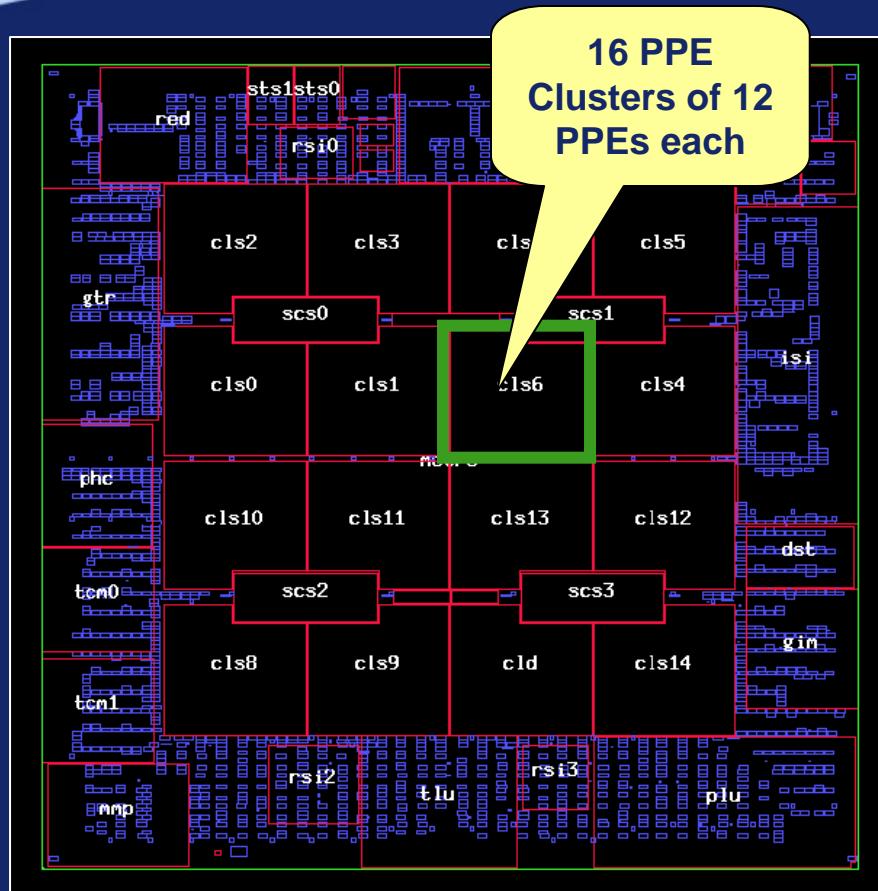 16 PPE
Clusters of 12
PPEs each
sts1sts0
red
rsi0
cls2 cls3 cls5
gtr
scs0 scs1
isi
cls0 cls1 cls6 cls4
phc
cls10 cls11 cls13 cls12
dst
tcm0
scs2 scs3
gim
cls8 cls9 cld cls14
tcm1
rsi2 rsi3
tlu plu
mmp